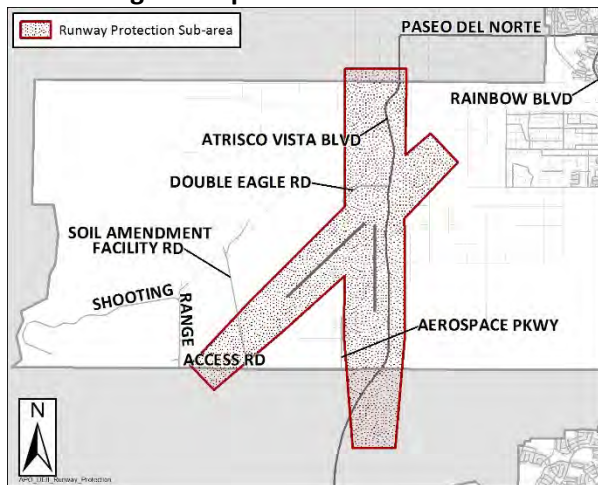 Runway Protection Sub-area
PASEO DEL NORTE
RAINBOW BLVD
ATRISCO VISTA BLVD
DOUBLE EAGLE RD
SOIL AMENDMENT
FACILITY RD
SHOOTING
RANGE
ACCESS RD
AEROSPACE PKWY
N